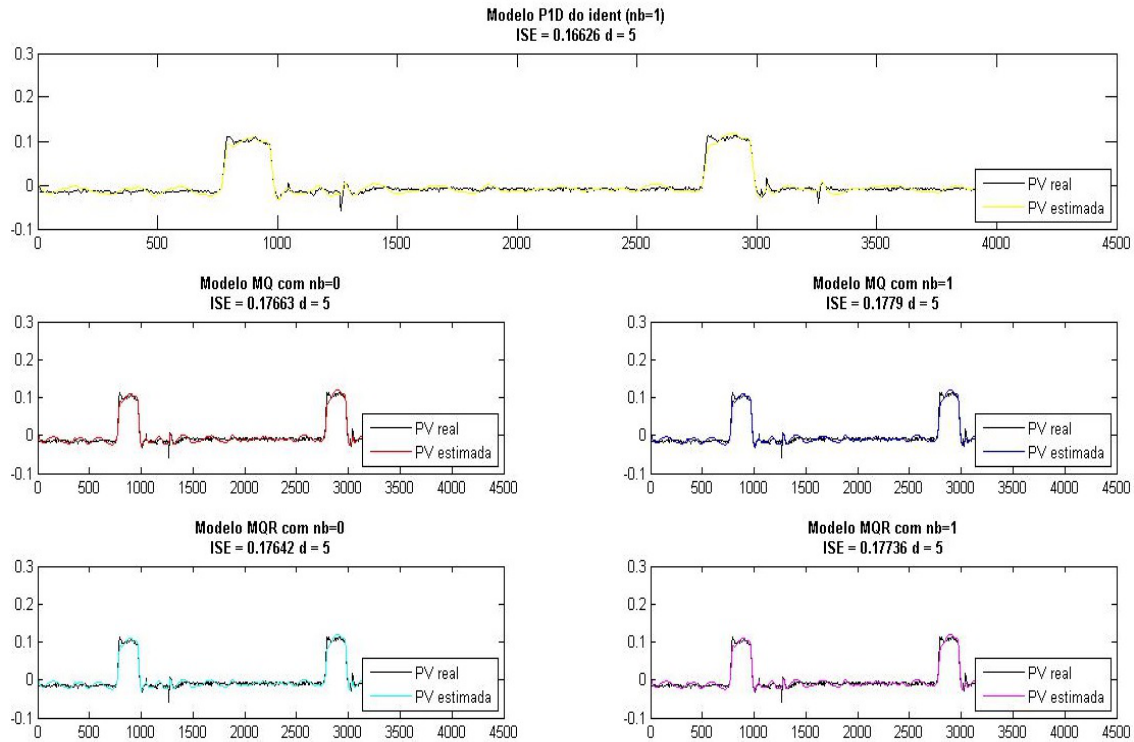 Modelo P1D do ident (nb=1)
ISE = 0.16626 d = 5
0.3
0.2
0.1
0
-0.1
PV real
PV estimada
0 500 1000 1500 2000 2500 3000 3500 4000 4500
Modelo MQ com nb=0
ISE = 0.17663 d = 5
0.3
0.2
0.1
0
-0.1
PV real
PV estimada
0 500 1000 1500 2000 2500 3000 3500 4000 4500
Modelo MQ com nb=1
ISE = 0.1779 d = 5
0.3
0.2
0.1
0
-0.1
PV real
PV estimada
0 500 1000 1500 2000 2500 3000 3500 4000 4500
Modelo MQR com nb=0
ISE = 0.17642 d = 5
0.3
0.2
0.1
0
-0.1
PV real
PV estimada
0 500 1000 1500 2000 2500 3000 3500 4000 4500
Modelo MQR com nb=1
ISE = 0.17736 d = 5
0.3
0.2
0.1
0
-0.1
PV real
PV estimada
0 500 1000 1500 2000 2500 3000 3500 4000 4500